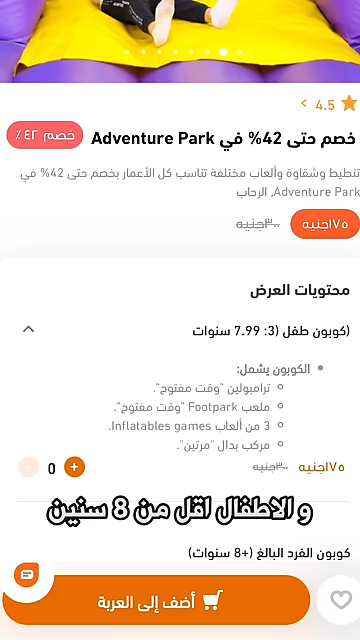 4.5
خصم حتى 42% في Adventure Park
خصم ٤٢٪
تنطيط وشقاوة وألعاب مختلفة تناسب كل الأعمار بخصم حتى 42% في
Adventure Park, الرحاب
١٧٥جنيه ٣٠٠جنيه
محتويات العرض
(كوبون طفل (3: 7.99 سنوات
الكوبون يشمل:
ترامبولين "وقت مفتوح".
ملعب Footpark "وقت مفتوح".
3 من ألعاب Inflatables games.
مركب بدال "مرتين".
١٧٥جنيه ٣٠٠جنيه + 0 −
و الاطفال اقل من 8 سنين
كوبون الفرد البالغ (+8 سنوات)
أضف إلى العربة